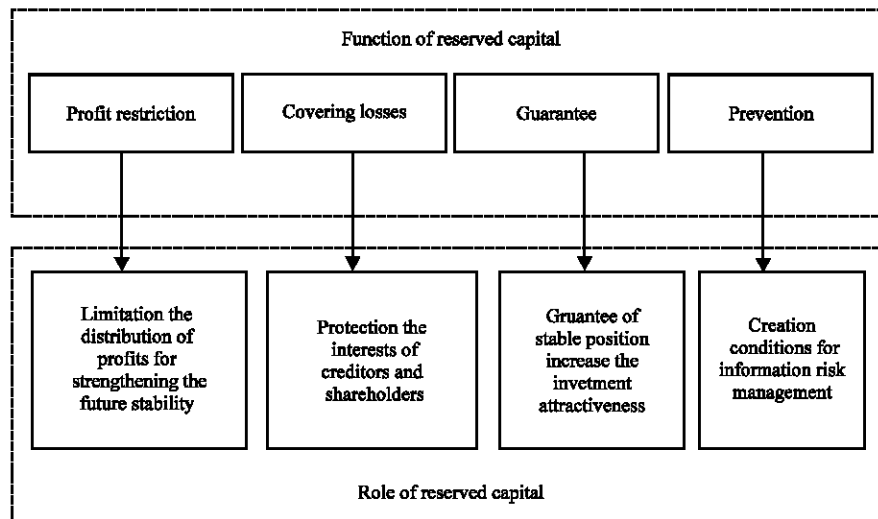 Function of reserved capital
Profit restriction
Covering losses
Guarantee
Prevention
Limitation the
distribution of
profits for
strengthening the
future stability
Protection the
interests of
creditors and
shareholders
Gruantee of
stable position
increase the
invetment
attractiveness
Creation
conditions for
information risk
management
Role of reserved capital